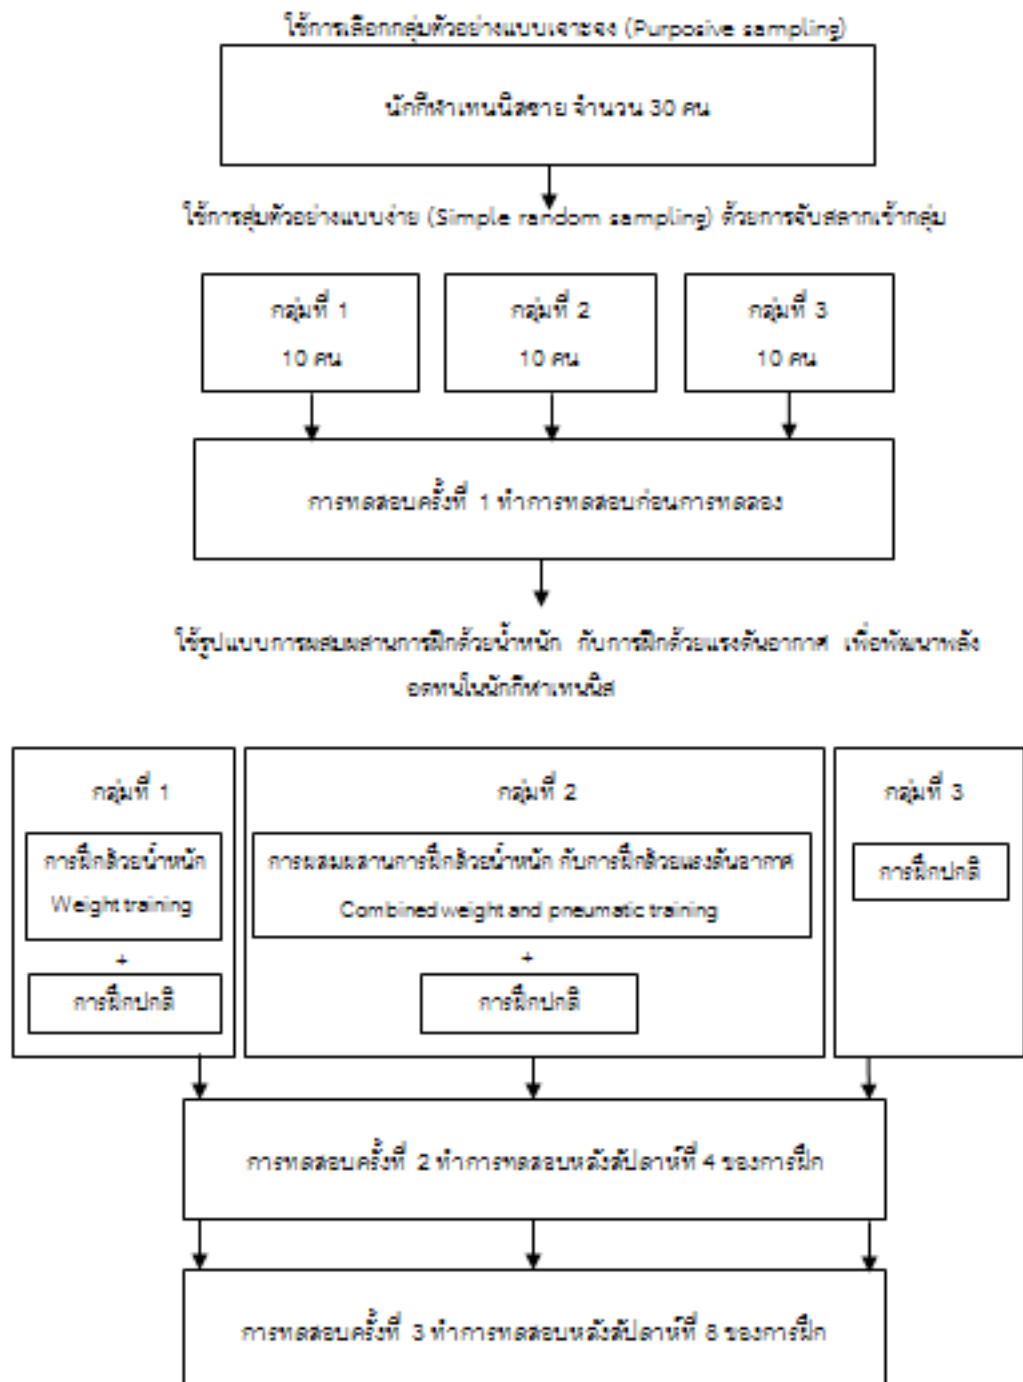 ใช้การเลือกกลุ่มตัวอย่างแบบเจาะจง (Purposive sampling)
นักกีฬาเทนนิสชาย จำนวน 30 คน
ใช้การสุ่มตัวอย่างแบบง่าย (Simple random sampling) ด้วยการจับสลากเข้ากลุ่ม
กลุ่มที่ 1
10 คน
กลุ่มที่ 2
10 คน
กลุ่มที่ 3
10 คน
การทดสอบครั้งที่ 1 ทำการทดสอบก่อนการทดลอง
ใช้รูปแบบการผสมผสานการฝึกด้วยน้ำหนัก กับการฝึกด้วยแรงดันอากาศ เพื่อพัฒนาพลัง
อดทนในนักกีฬาเทนนิส
กลุ่มที่ 1
การฝึกด้วยน้ำหนัก
Weight training
+
การฝึกปกติ
กลุ่มที่ 2
การผสมผสานการฝึกด้วยน้ำหนัก กับการฝึกด้วยแรงดันอากาศ
Combined weight and pneumatic training
+
การฝึกปกติ
กลุ่มที่ 3
การฝึกปกติ
การทดสอบครั้งที่ 2 ทำการทดสอบหลังสัปดาห์ที่ 4 ของการฝึก
การทดสอบครั้งที่ 3 ทำการทดสอบหลังสัปดาห์ที่ 8 ของการฝึก